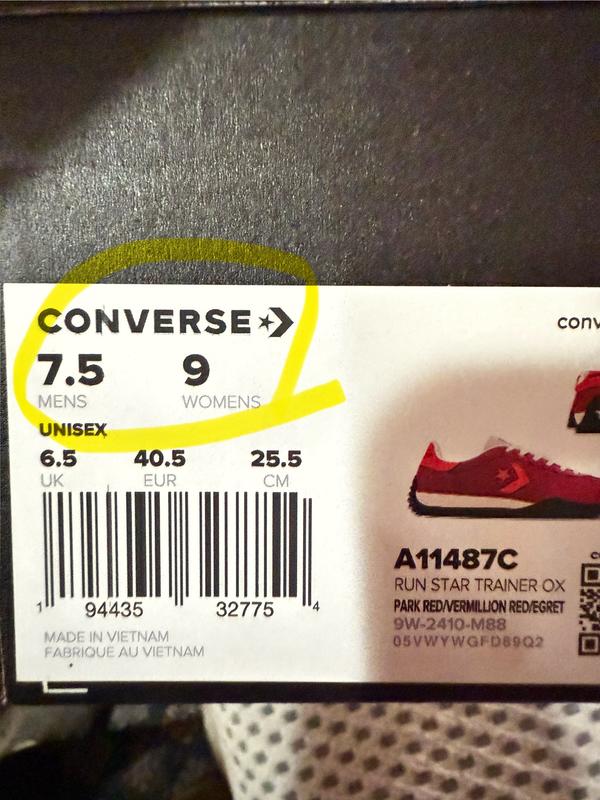 CONVERSE
7.5 9
MENS WOMENS
UNISEX
6.5 40.5 25.5
UK EUR CM
1 94435 32775 4
MADE IN VIETNAM
FABRIQUE AU VIETNAM
A11487C
RUN STAR TRAINER OX
PARK RED/VERMILLION RED/EGRET
9W-2410-M88
05VWYWGFD89Q2